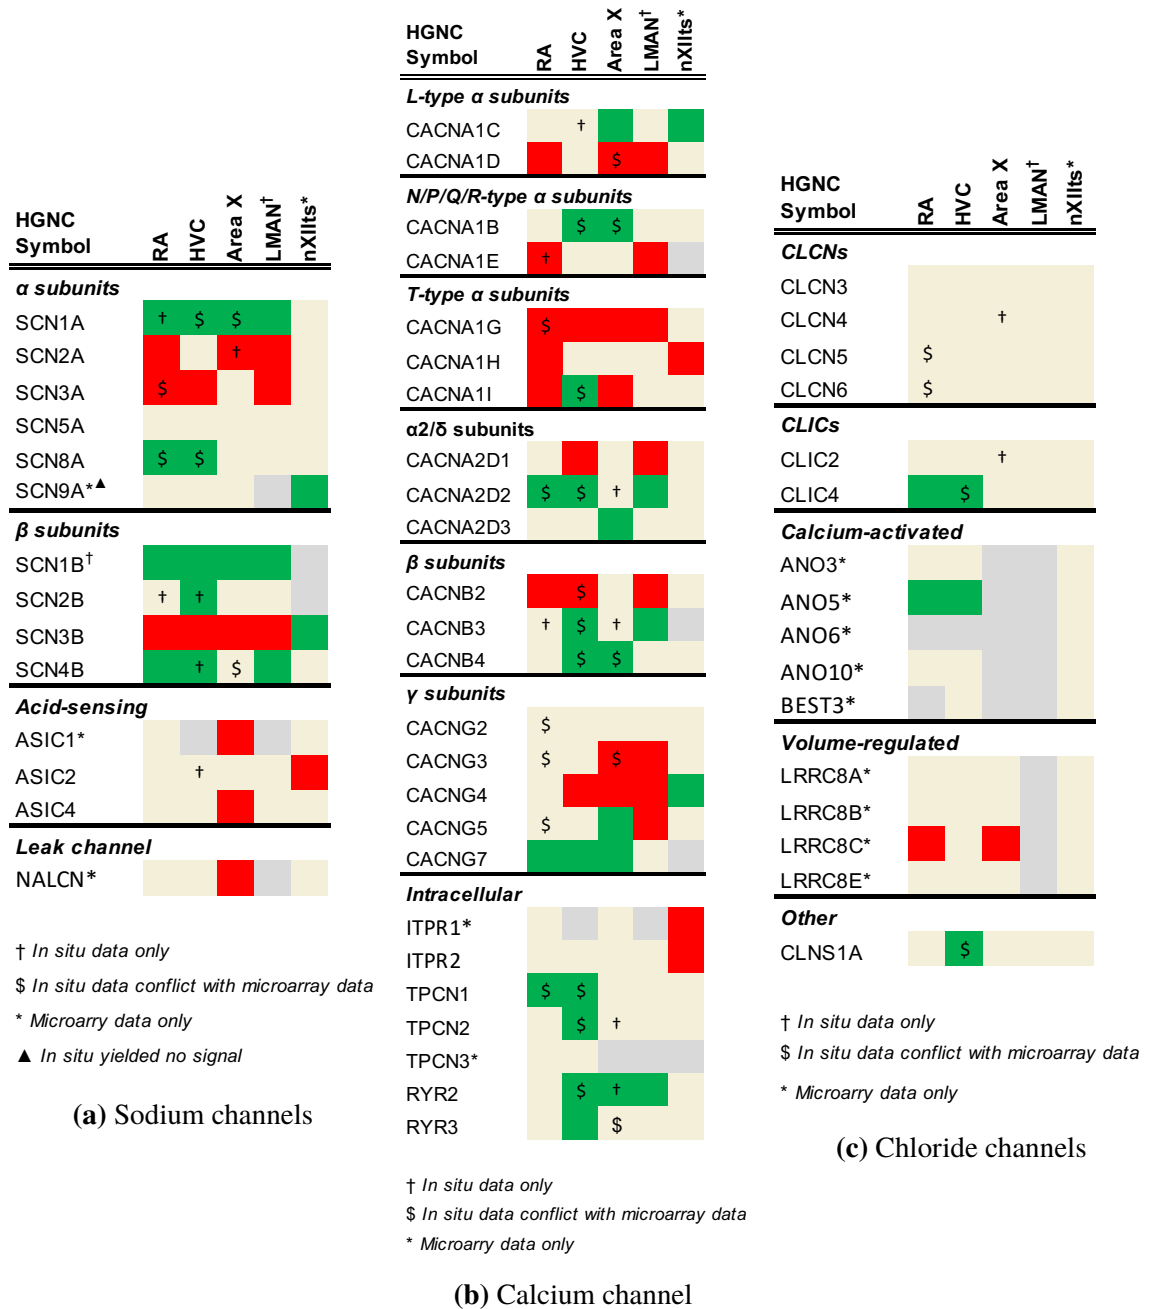 HGNC
Symbol
RA
HVC
Area X
LMAN†
nXIIts*
α subunits
SCN1A † $ $
SCN2A †
SCN3A $
SCN5A
SCN8A $ $
SCN9A*▲
β subunits
SCN1B†
SCN2B † †
SCN3B
SCN4B † $
Acid-sensing
ASIC1*
ASIC2 †
ASIC4
Leak channel
NALCN*
† In situ data only
$ In situ data conflict with microarray data
* Microarry data only
▲ In situ yielded no signal
(a) Sodium channels
HGNC
Symbol
RA
HVC
Area X
LMAN†
nXIIts*
L-type α subunits
CACNA1C †
CACNA1D $
N/P/Q/R-type α subunits
CACNA1B $ $
CACNA1E †
T-type α subunits
CACNA1G $
CACNA1H
CACNA1I $
α2/δ subunits
CACNA2D1
CACNA2D2 $ $ †
CACNA2D3
β subunits
CACNB2 $
CACNB3 † $ †
CACNB4 $ $
γ subunits
CACNG2 $
CACNG3 $ $
CACNG4
CACNG5 $
CACNG7
Intracellular
ITPR1*
ITPR2
TPCN1 $ $
TPCN2 $ †
TPCN3*
RYR2 $ †
RYR3 $
† In situ data only
$ In situ data conflict with microarray data
* Microarry data only
(b) Calcium channel
HGNC
Symbol
RA
HVC
Area X
LMAN†
nXIIts*
CLCNs
CLCN3
CLCN4 †
CLCN5 $
CLCN6 $
CLICs
CLIC2 †
CLIC4 $
Calcium-activated
ANO3*
ANO5*
ANO6*
ANO10*
BEST3*
Volume-regulated
LRRC8A*
LRRC8B*
LRRC8C*
LRRC8E*
Other
CLNS1A $
† In situ data only
$ In situ data conflict with microarray data
* Microarry data only
(c) Chloride channels